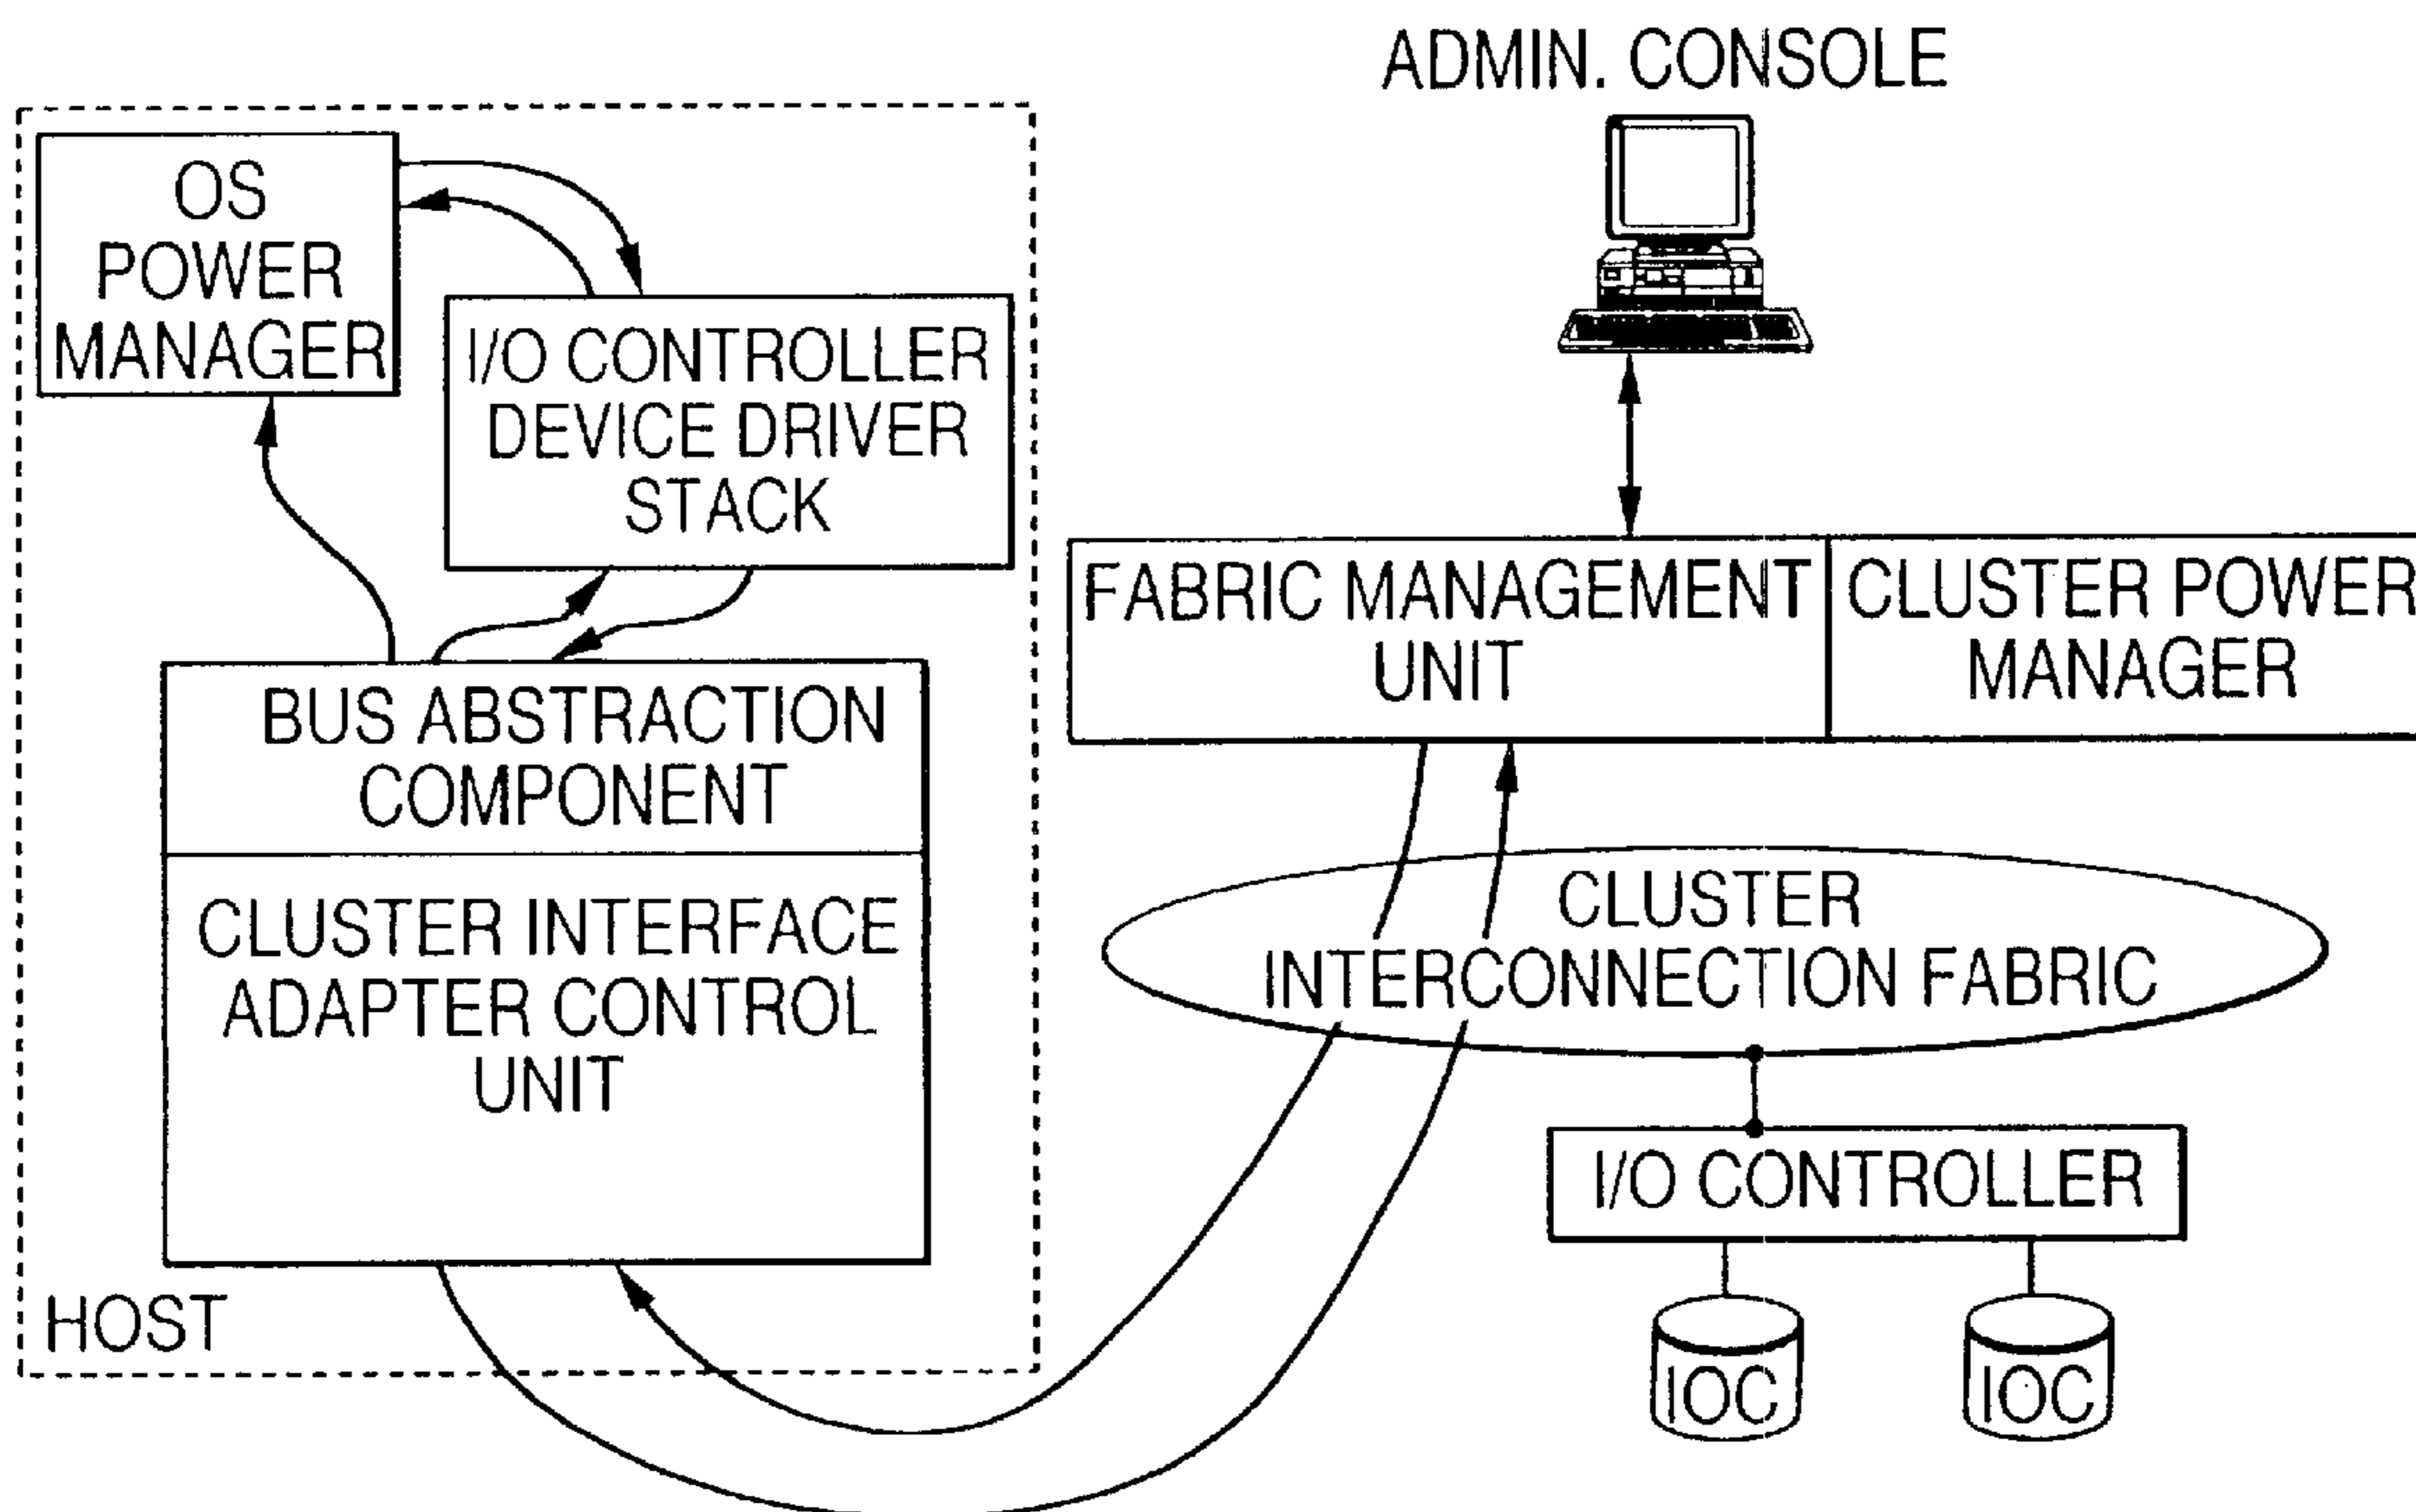 ADMIN. CONSOLE
OS
POWER
MANAGER
I/O CONTROLLER
DEVICE DRIVER
STACK
BUS ABSTRACTION
COMPONENT
CLUSTER INTERFACE
ADAPTER CONTROL
UNIT
HOST
FABRIC MANAGEMENT
UNIT
CLUSTER POWER
MANAGER
CLUSTER
INTERCONNECTION FABRIC
I/O CONTROLLER
IOC
IOC